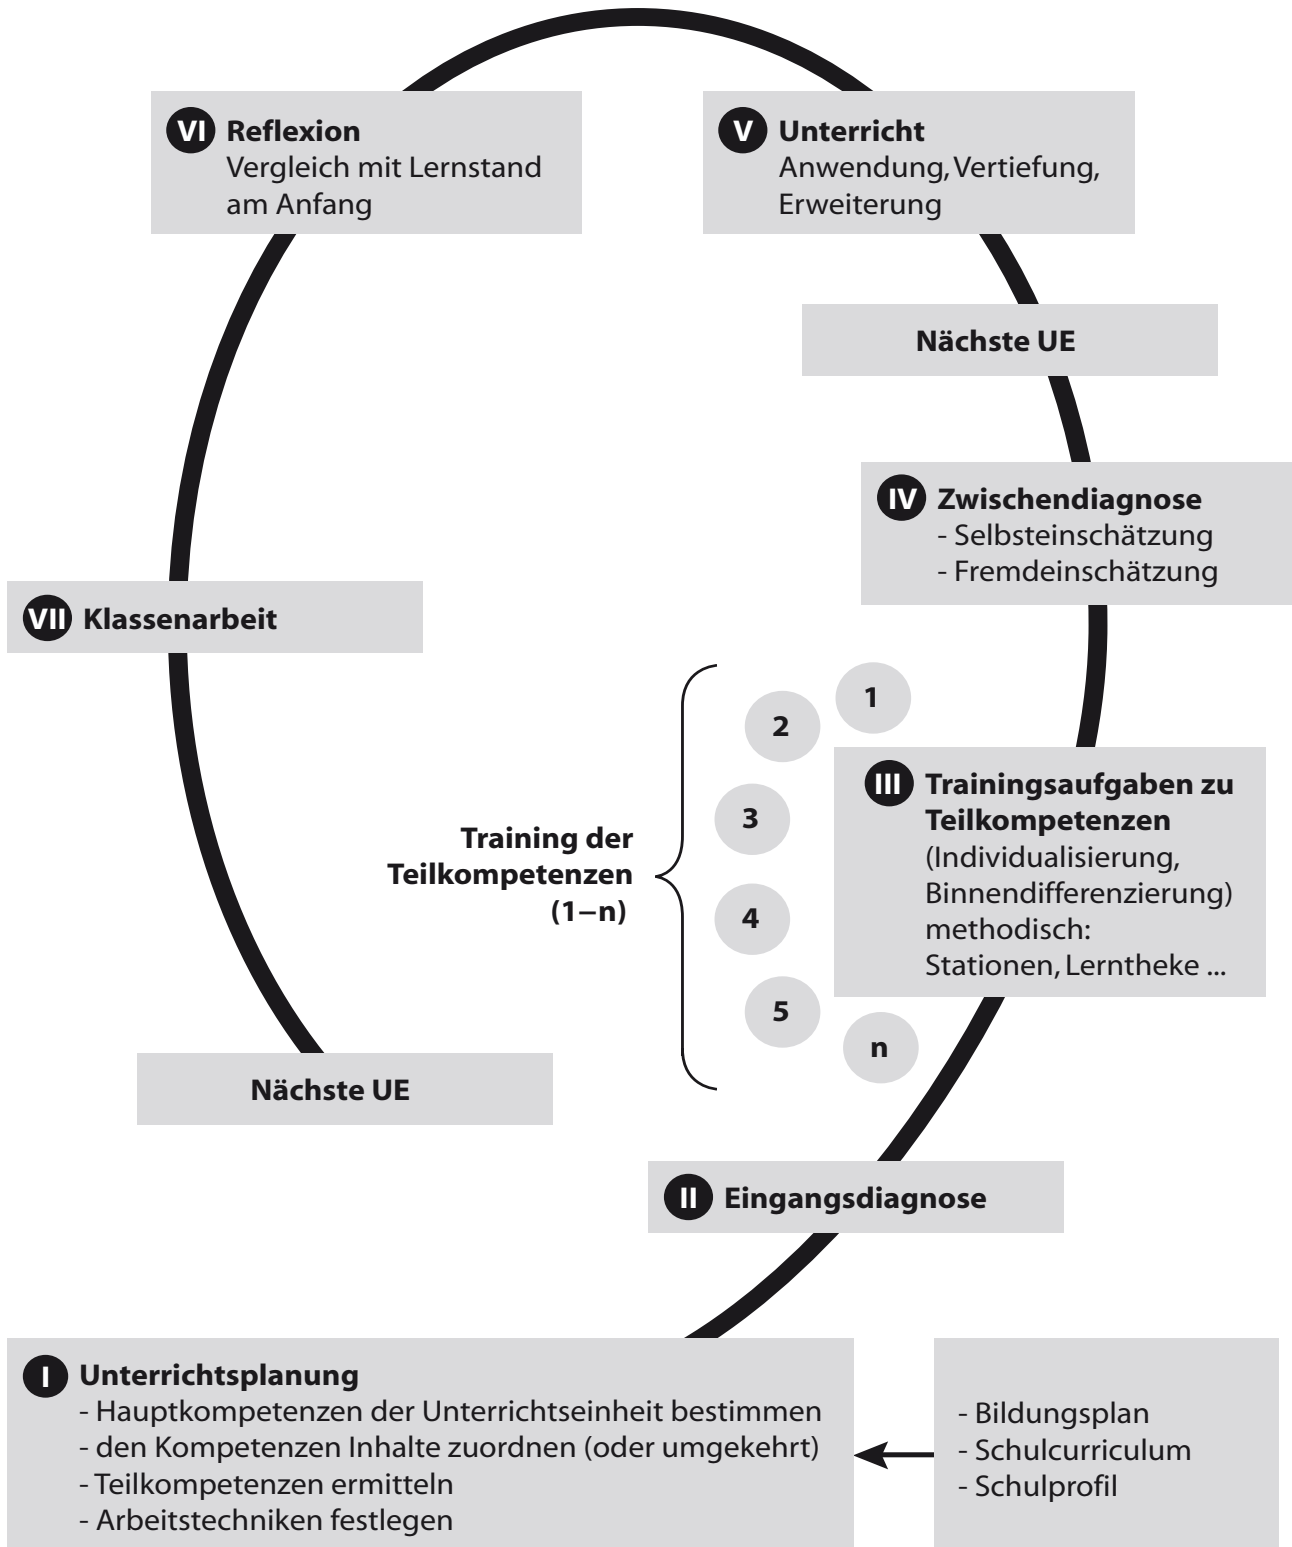 VI Reflexion
Vergleich mit Lernstand
am Anfang
V Unterricht
Anwendung, Vertiefung,
Erweiterung
Nächste UE
IV Zwischendiagnose
- Selbsteinschätzung
- Fremdeinschätzung
VII Klassenarbeit
1
2
3
4
5
n
Training der
Teilkompetenzen
(1–n)
III Trainingsaufgaben zu
Teilkompetenzen
(Individualisierung,
Binnendifferenzierung)
methodisch:
Stationen, Lerntheke ...
Nächste UE
II Eingangsdiagnose
I Unterrichtsplanung
- Hauptkompetenzen der Unterrichtseinheit bestimmen
- den Kompetenzen Inhalte zuordnen (oder umgekehrt)
- Teilkompetenzen ermitteln
- Arbeitstechniken festlegen
- Bildungsplan
- Schulcurriculum
- Schulprofil